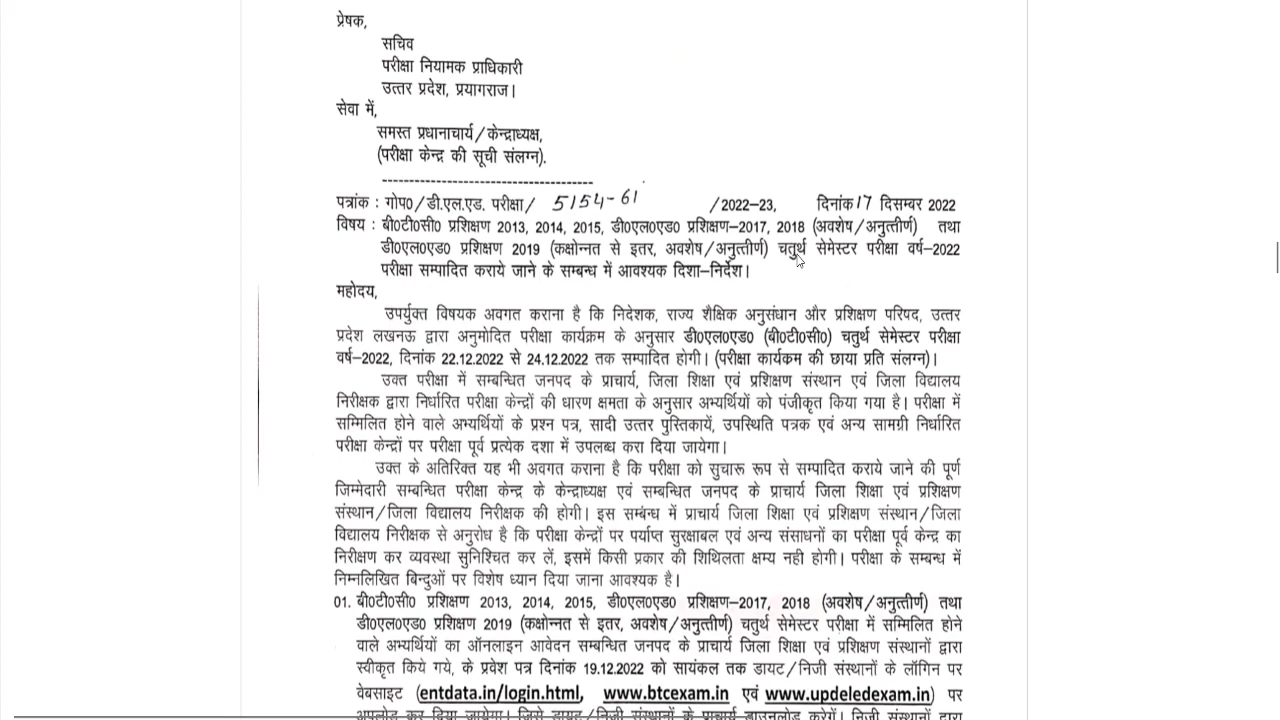 प्रेषक,
सचिव
परीक्षा नियामक प्राधिकारी
उत्तर प्रदेश, प्रयागराज।
सेवा में,
समस्त प्रधानाचार्य/केन्द्राध्यक्ष,
(परीक्षा केन्द्र की सूची संलग्न).
------------------------------------
पत्रांक : गोप0/डी.एल.एड. परीक्षा/ 5154-61 /2022-23, दिनांक 17 दिसम्बर 2022
विषय : बी0टी0सी0 प्रशिक्षण 2013, 2014, 2015, डी0एल0एड0 प्रशिक्षण-2017, 2018 (अवशेष/अनुत्तीर्ण) तथा
डी0एल0एड0 प्रशिक्षण 2019 (कक्षोन्नत से इतर, अवशेष/अनुत्तीर्ण) चतुर्थ सेमेस्टर परीक्षा वर्ष-2022
परीक्षा सम्पादित कराये जाने के सम्बन्ध में आवश्यक दिशा-निर्देश।
महोदय,
उपर्युक्त विषयक अवगत कराना है कि निदेशक, राज्य शैक्षिक अनुसंधान और प्रशिक्षण परिषद, उत्तर
प्रदेश लखनऊ द्वारा अनुमोदित परीक्षा कार्यक्रम के अनुसार डी0एल0एड0 (बी0टी0सी0) चतुर्थ सेमेस्टर परीक्षा
वर्ष-2022, दिनांक 22.12.2022 से 24.12.2022 तक सम्पादित होगी। (परीक्षा कार्यकम की छाया प्रति संलग्न)।
उक्त परीक्षा में सम्बन्धित जनपद के प्राचार्य, जिला शिक्षा एवं प्रशिक्षण संस्थान एवं जिला विद्यालय
निरीक्षक द्वारा निर्धारित परीक्षा केन्द्रों की धारण क्षमता के अनुसार अभ्यर्थियों को पंजीकृत किया गया है। परीक्षा में
सम्मिलित होने वाले अभ्यर्थियों के प्रश्न पत्र, सादी उत्तर पुस्तिकायें, उपस्थिति पत्रक एवं अन्य सामग्री निर्धारित
परीक्षा केन्द्रों पर परीक्षा पूर्व प्रत्येक दशा में उपलब्ध करा दिया जायेगा।
उक्त के अतिरिक्त यह भी अवगत कराना है कि परीक्षा को सुचारू रूप से सम्पादित कराये जाने की पूर्ण
जिम्मेदारी सम्बन्धित परीक्षा केन्द्र के केन्द्राध्यक्ष एवं सम्बन्धित जनपद के प्राचार्य जिला शिक्षा एवं प्रशिक्षण
संस्थान/जिला विद्यालय निरीक्षक की होगी। इस सम्बन्ध में प्राचार्य जिला शिक्षा एवं प्रशिक्षण संस्थान/जिला
विद्यालय निरीक्षक से अनुरोध है कि परीक्षा केन्द्रों पर पर्याप्त सुरक्षाबल एवं अन्य संसाधनों का परीक्षा पूर्व केन्द्र का
निरीक्षण कर व्यवस्था सुनिश्चित कर लें, इसमें किसी प्रकार की शिथिलता क्षम्य नही होगी। परीक्षा के सम्बन्ध में
निम्नलिखित बिन्दुओं पर विशेष ध्यान दिया जाना आवश्यक है।
01. बी0टी0सी0 प्रशिक्षण 2013, 2014, 2015, डी0एल0एड0 प्रशिक्षण-2017, 2018 (अवशेष/अनुत्तीर्ण) तथा
डी0एल0एड0 प्रशिक्षण 2019 (कक्षोन्नत से इतर, अवशेष/अनुत्तीर्ण) चतुर्थ सेमेस्टर परीक्षा में सम्मिलित होने
वाले अभ्यर्थियों का ऑनलाइन आवेदन सम्बन्धित जनपद के प्राचार्य जिला शिक्षा एवं प्रशिक्षण संस्थानों द्वारा
स्वीकृत किये गये, के प्रवेश पत्र दिनांक 19.12.2022 को सायंकल तक डायट/निजी संस्थानों के लॉगिन पर
वेबसाइट (entdata.in/login.html, www.btcexam.in एवं www.updeledexam.in) पर
अपलोड कर दिया जायेगा। जिसे डायट/निजी संस्थानों के प्राचार्य डाउनलोड करेगें। निजी संस्थानों द्वारा